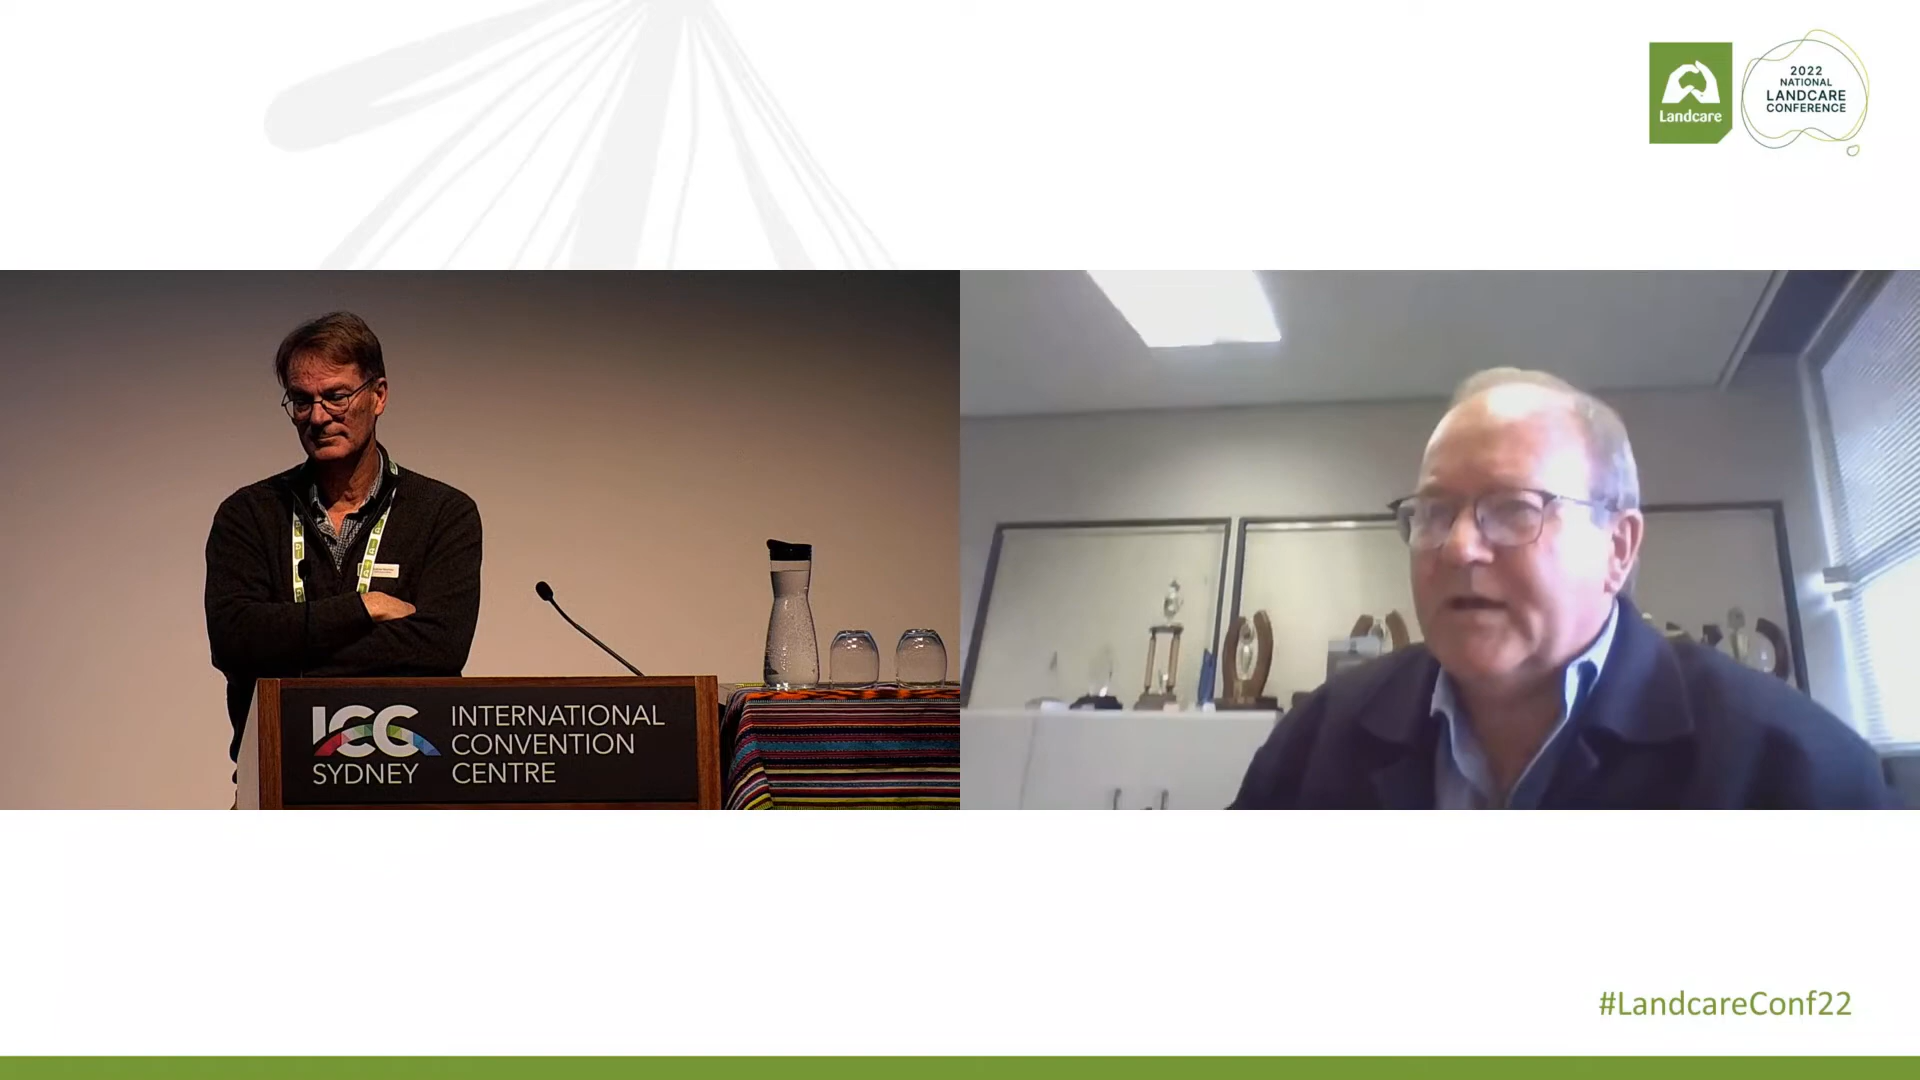 2022
NATIONAL
LANDCARE
CONFERENCE
Landcare
ICC
SYDNEY
INTERNATIONAL
CONVENTION
CENTRE
#LandcareConf22